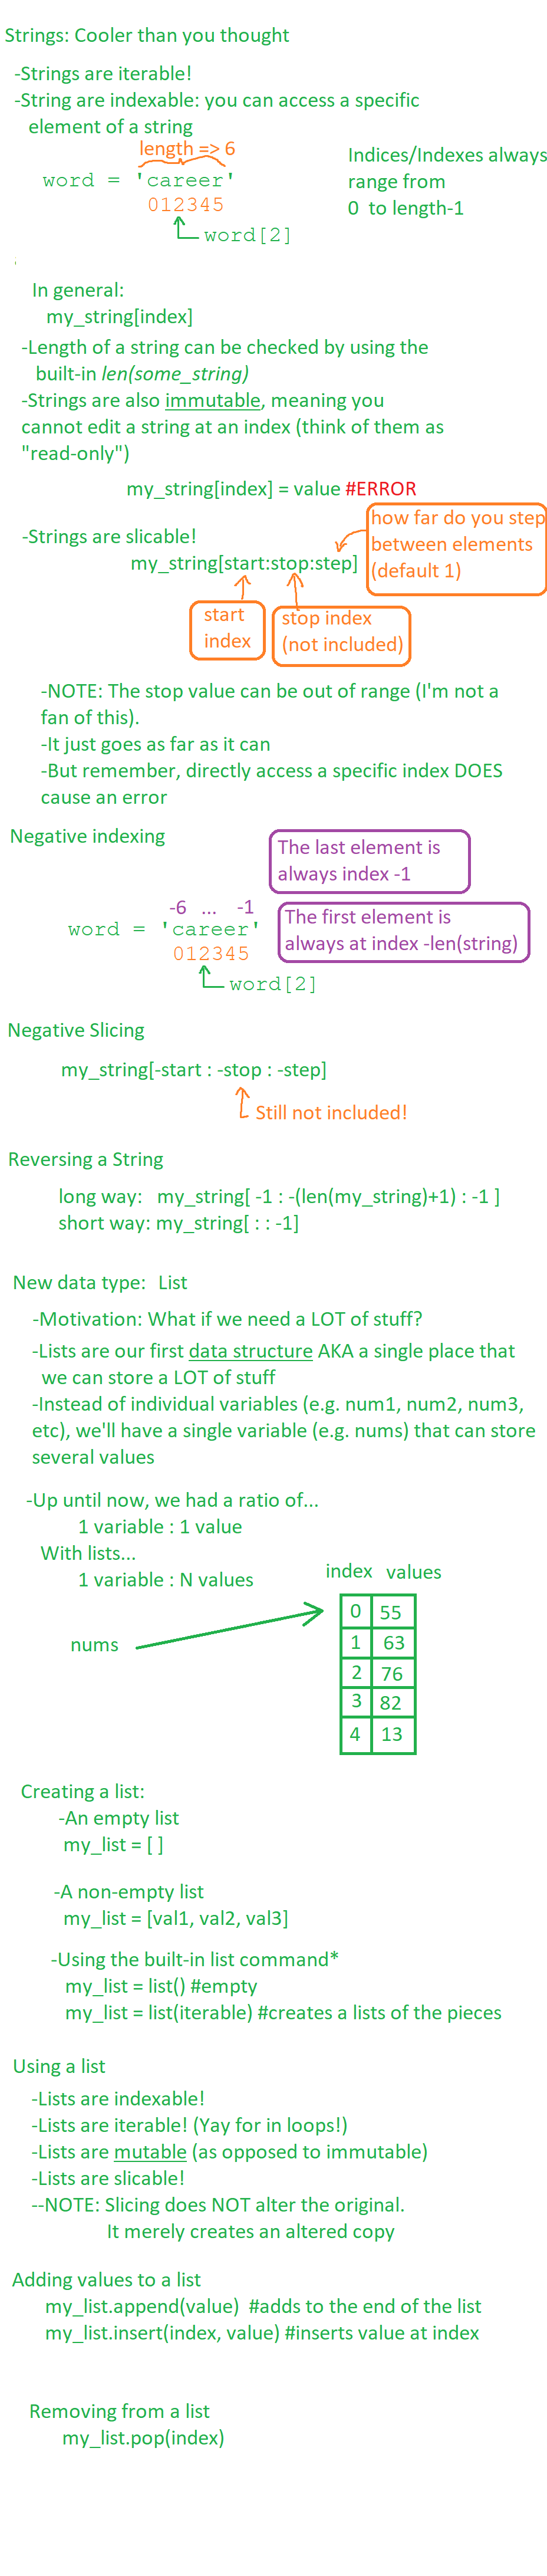 Strings: Cooler than you thought
-Strings are iterable!
-String are indexable: you can access a specific
element of a string
length => 6
word = 'career'
012345
word[2]
Indices/Indexes always
range from
0 to length-1
In general:
my_string[index]
-Length of a string can be checked by using the
built-in len(some_string)
-Strings are also immutable, meaning you
cannot edit a string at an index (think of them as
"read-only")
my_string[index] = value #ERROR
-Strings are slicable!
my_string[start:stop:step]
how far do you step
between elements
(default 1)
start
index
stop index
(not included)
-NOTE: The stop value can be out of range (I'm not a
fan of this).
-It just goes as far as it can
-But remember, directly access a specific index DOES
cause an error
Negative indexing
The last element is
always index -1
-6 ... -1
word = 'career'
012345
word[2]
The first element is
always at index -len(string)
Negative Slicing
my_string[-start : -stop : -step]
Still not included!
Reversing a String
long way: my_string[ -1 : -(len(my_string)+1) : -1 ]
short way: my_string[ : : -1]
New data type: List
-Motivation: What if we need a LOT of stuff?
-Lists are our first data structure AKA a single place that
we can store a LOT of stuff
-Instead of individual variables (e.g. num1, num2, num3,
etc), we'll have a single variable (e.g. nums) that can store
several values
-Up until now, we had a ratio of...
1 variable : 1 value
With lists...
1 variable : N values
index values
nums
0 55
1 63
2 76
3 82
4 13
Creating a list:
-An empty list
my_list = [ ]
-A non-empty list
my_list = [val1, val2, val3]
-Using the built-in list command*
my_list = list() #empty
my_list = list(iterable) #creates a lists of the pieces
Using a list
-Lists are indexable!
-Lists are iterable! (Yay for in loops!)
-Lists are mutable (as opposed to immutable)
-Lists are slicable!
--NOTE: Slicing does NOT alter the original.
It merely creates an altered copy
Adding values to a list
my_list.append(value) #adds to the end of the list
my_list.insert(index, value) #inserts value at index
Removing from a list
my_list.pop(index)